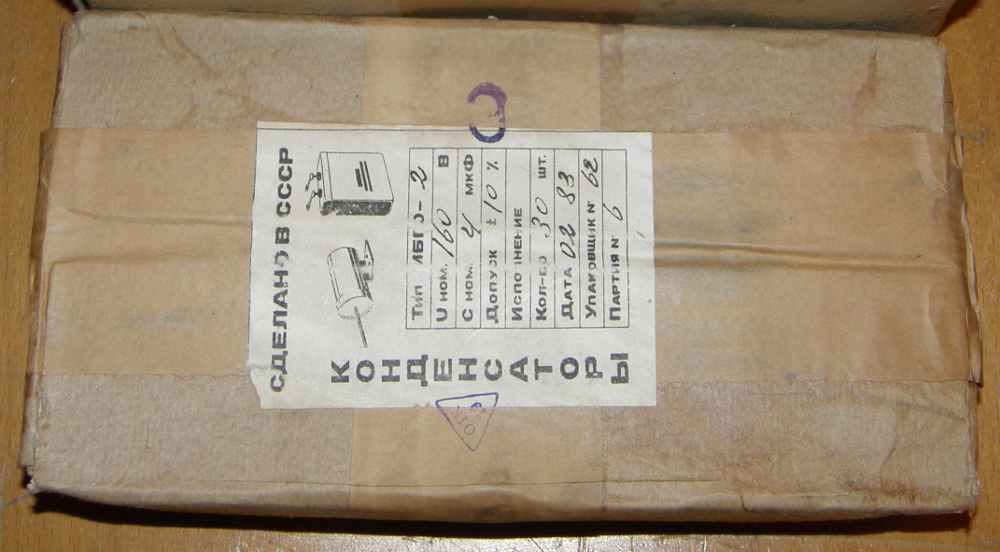 СДЕЛАНО В СССР
КОНДЕНСАТОРЫ
Тип МБГО-2
U ном. 160 В
С ном. 4 мкФ
Допуск ±10 %
Исполнение
Кол-во 30 шт.
Дата 02 83
Упаковщик № 62
Партия № 6